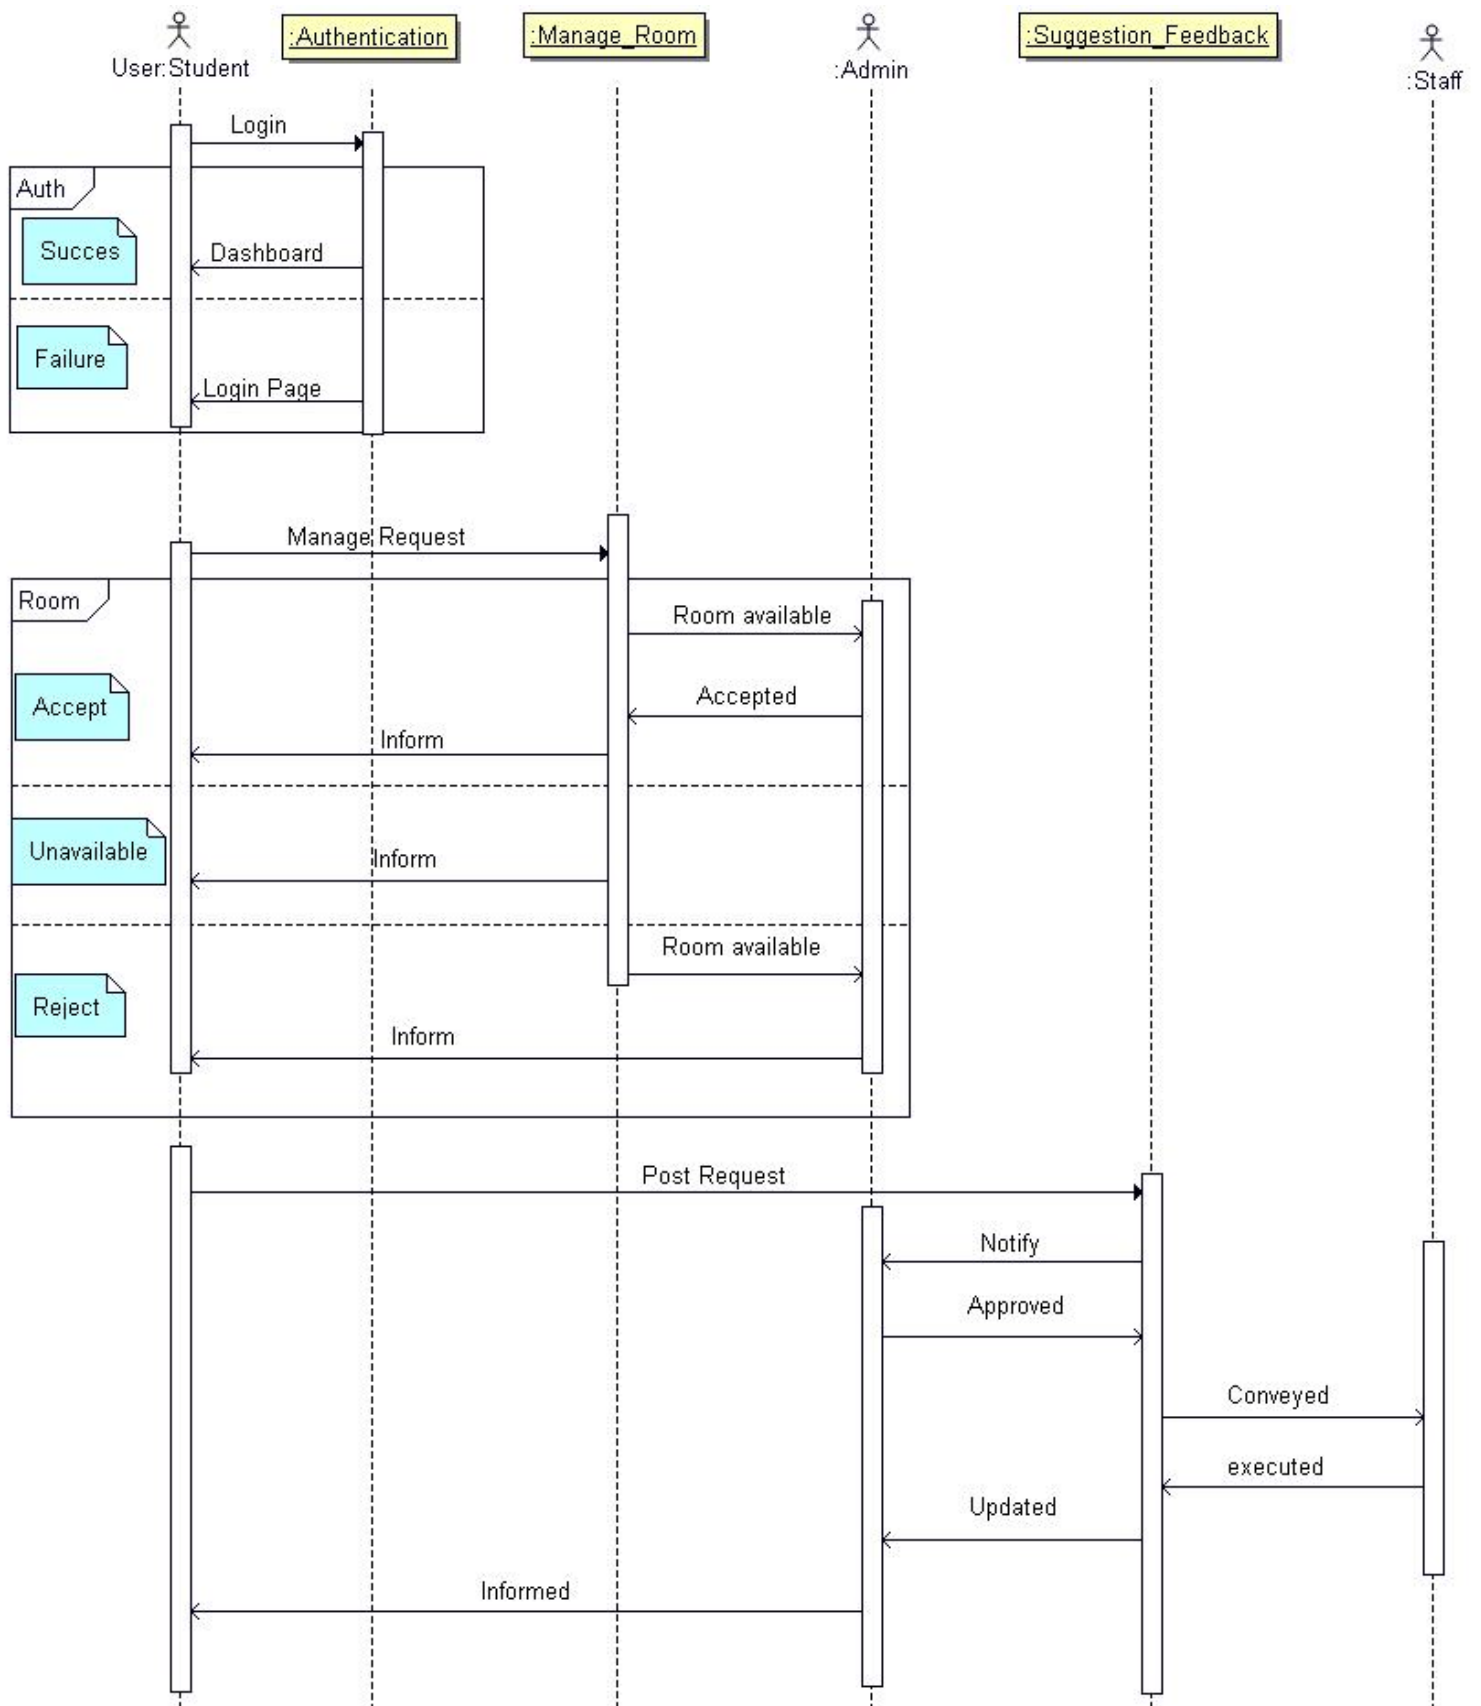 User:Student
:Authentication
:Manage_Room
:Admin
:Suggestion_Feedback
:Staff
Login
Auth
Succes
Dashboard
Failure
Login Page
Manage Request
Room
Room available
Accept
Accepted
Inform
Unavailable
Inform
Room available
Reject
Inform
Post Request
Notify
Approved
Conveyed
executed
Updated
Informed